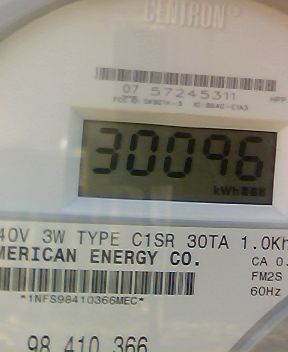 CENTRON®
07 57245311
HPP
30096
kWh
40V 3W TYPE C1SR 30TA 1.0Kh
MERICAN ENERGY CO.
CA 0.
FM2S
60Hz
*1NFS98410366MEC*
98 410 366